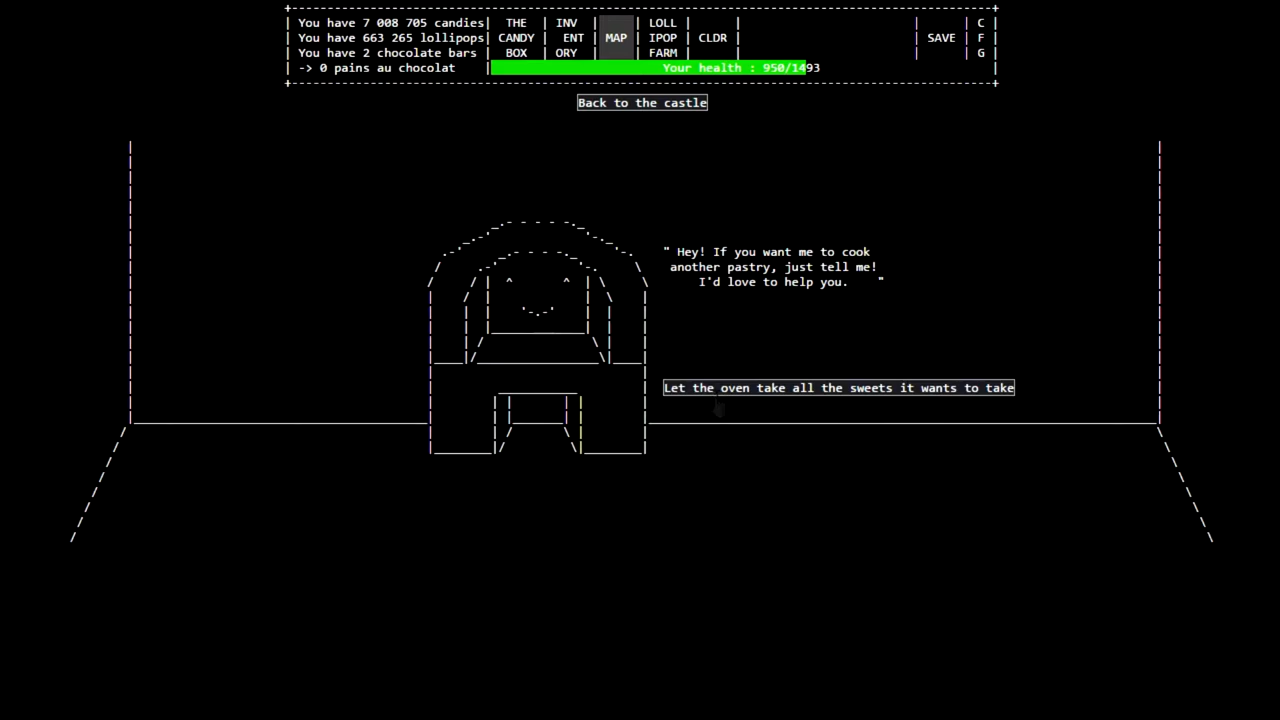 You have 7 008 705 candies THE INV LOLL C
You have 663 265 lollipops CANDY ENT MAP IPOP CLDR SAVE F
You have 2 chocolate bars BOX ORY FARM G
-> 0 pains au chocolat Your health : 950/1493
Back to the castle
" Hey! If you want me to cook
another pastry, just tell me!
I'd love to help you. "
Let the oven take all the sweets it wants to take